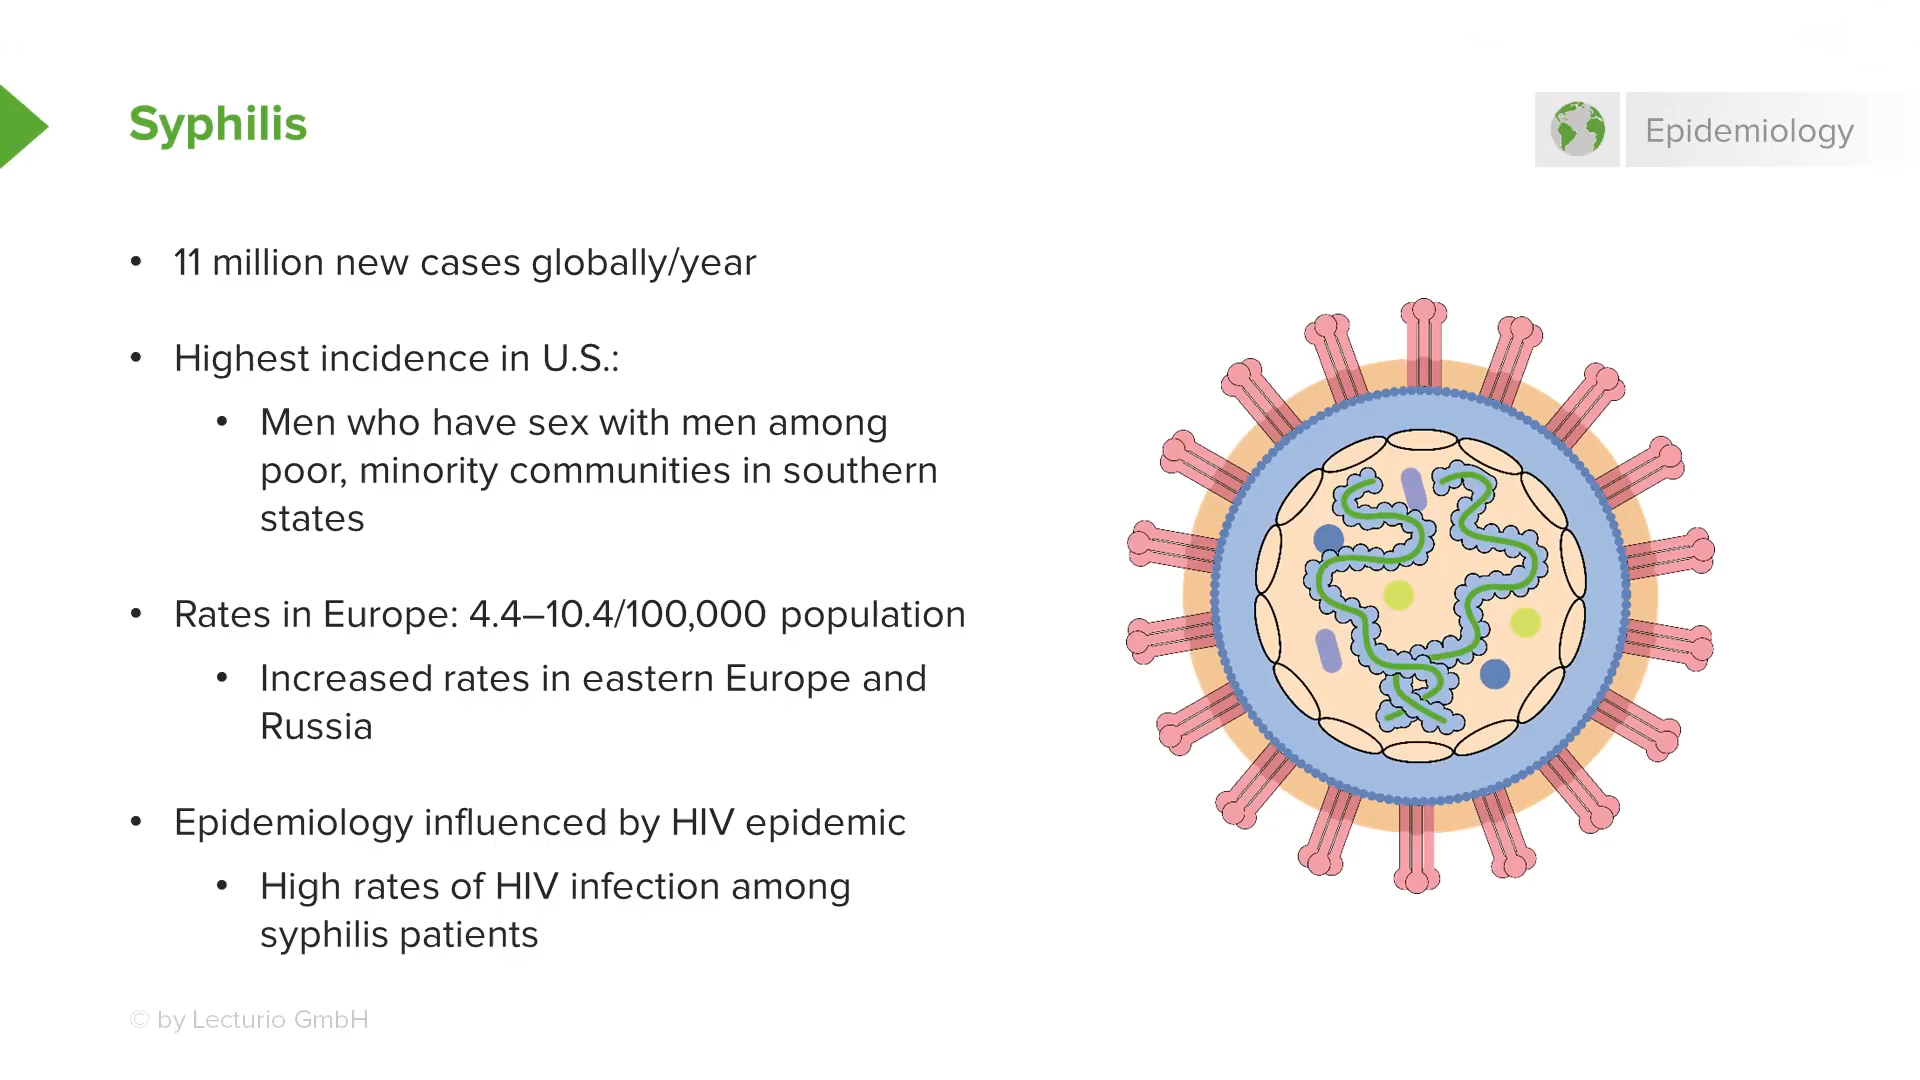 Syphilis
Epidemiology
• 11 million new cases globally/year
• Highest incidence in U.S.:
• Men who have sex with men among
poor, minority communities in southern
states
• Rates in Europe: 4.4–10.4/100,000 population
• Increased rates in eastern Europe and
Russia
• Epidemiology influenced by HIV epidemic
• High rates of HIV infection among
syphilis patients
© by Lecturio GmbH